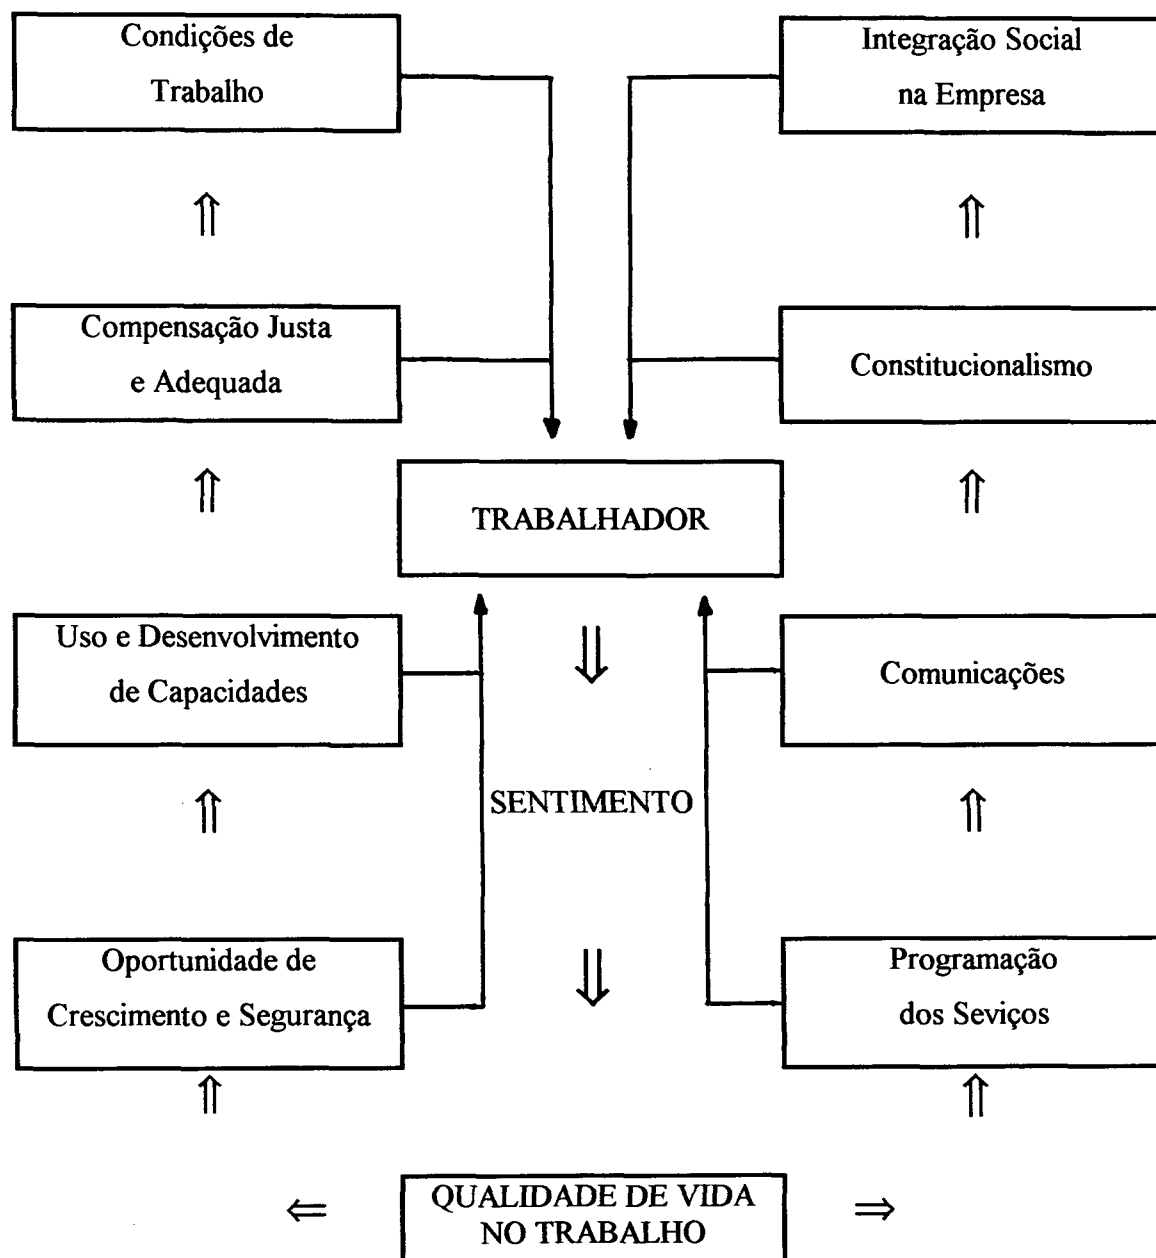 Condições de
Trabalho
Integração Social
na Empresa
Compensação Justa
e Adequada
Constitucionalismo
TRABALHADOR
Uso e Desenvolvimento
de Capacidades
Comunicações
SENTIMENTO
Oportunidade de
Crescimento e Segurança
Programação
dos Seviços
QUALIDADE DE VIDA
NO TRABALHO